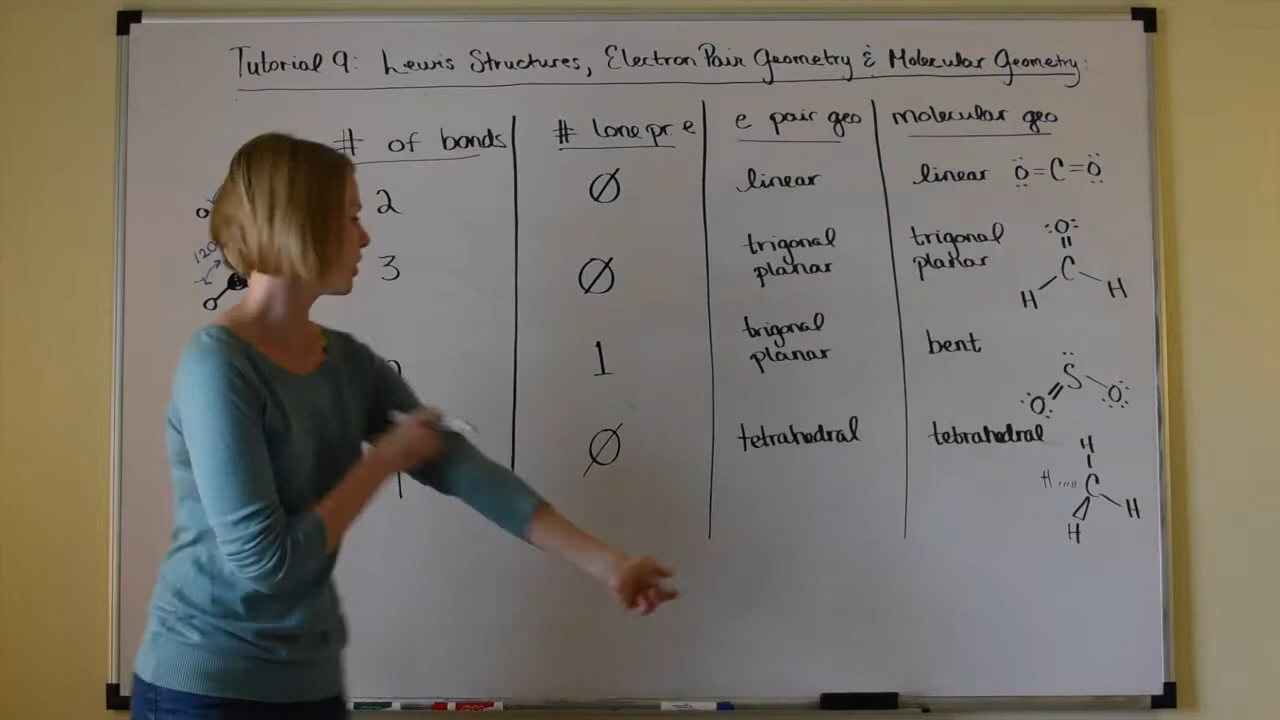 Tutorial 9: Lewis Structures, Electron Pair Geometry & Molecular Geometry:
# of bonds # lone pr e e pair geo molecular geo
2 Ø linear linear O=C=O
120
3 Ø trigonal planar trigonal planar
O
C
H H
1 trigonal planar bent
S
O O
Ø tetrahedral tetrahedral
H
H C
H
H